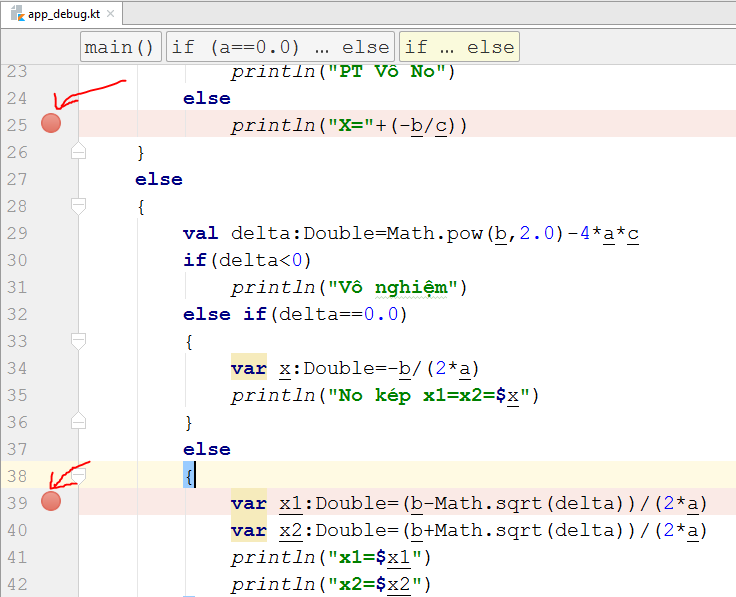 app_debug.kt
main() if (a==0.0) … else if … else
23 println("PT Vô No")
24 else
25 println("X="+(-b/c))
26 }
27 else
28 {
29 val delta:Double=Math.pow(b,2.0)-4*a*c
30 if(delta<0)
31 println("Vô nghiệm")
32 else if(delta==0.0)
33 {
34 var x:Double=-b/(2*a)
35 println("No kép x1=x2=$x")
36 }
37 else
38 {
39 var x1:Double=(b-Math.sqrt(delta))/(2*a)
40 var x2:Double=(b+Math.sqrt(delta))/(2*a)
41 println("x1=$x1")
42 println("x2=$x2")